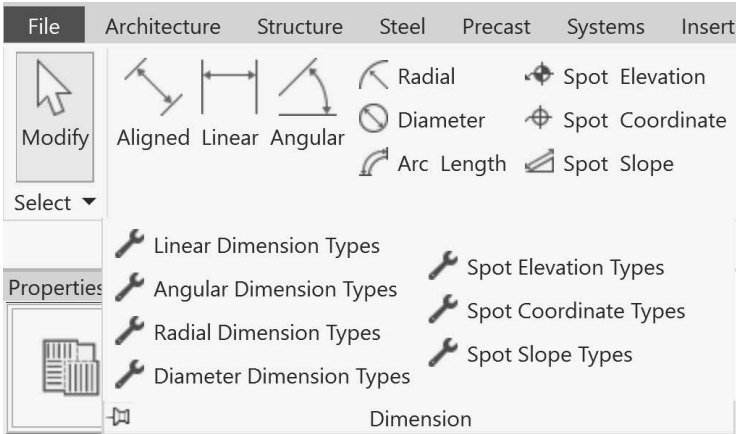 File Architecture Structure Steel Precast Systems Insert
Modify
Select
Aligned Linear Angular
Radial
Diameter
Arc Length
Spot Elevation
Spot Coordinate
Spot Slope
Linear Dimension Types
Angular Dimension Types
Radial Dimension Types
Diameter Dimension Types
Spot Elevation Types
Spot Coordinate Types
Spot Slope Types
Dimension
Properties